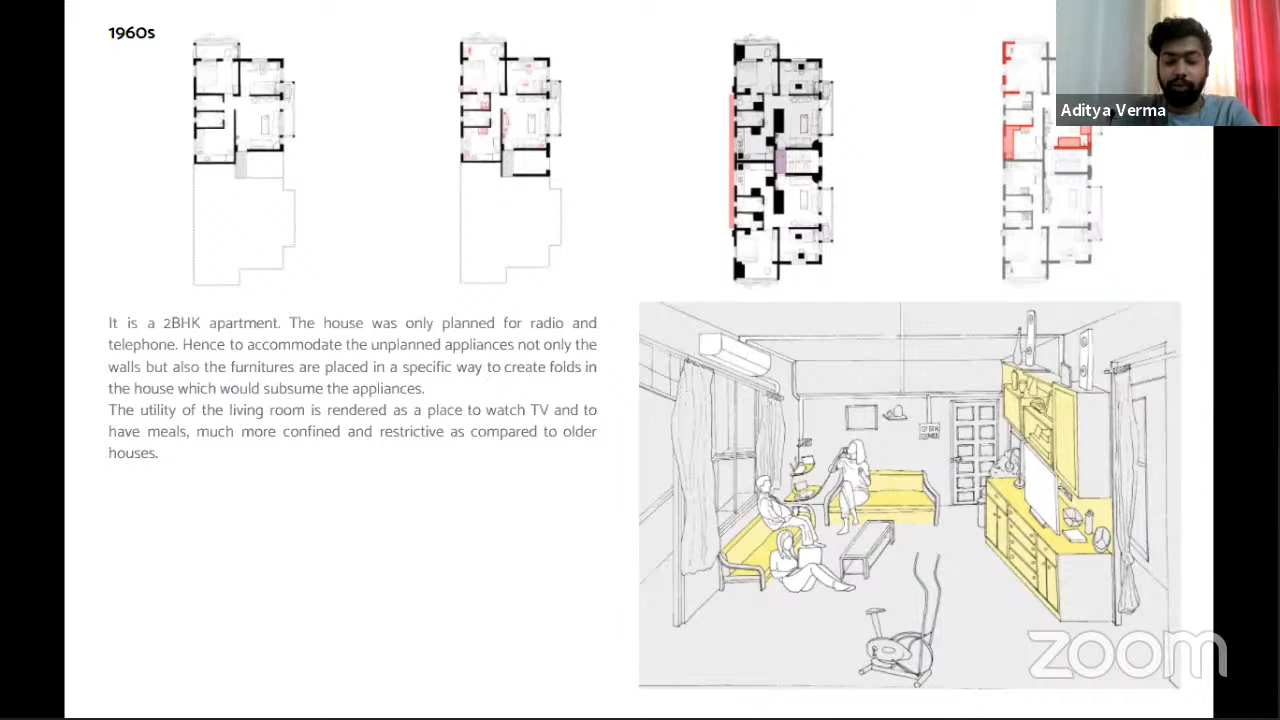 1960s
Aditya Verma
It is a 2BHK apartment. The house was only planned for radio and
telephone. Hence to accommodate the unplanned appliances not only the
walls but also the furnitures are placed in a specific way to create folds in
the house which would subsume the appliances.
The utility of the living room is rendered as a place to watch TV and to
have meals, much more confined and restrictive as compared to older
houses.
zoom